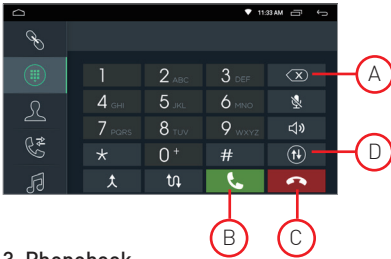 11:33 AM
1 2 ABC 3 DEF
A
4 GHI 5 JKL 6 MNO
7 PQRS 8 TUV 9 WXYZ
* 0 + #
D
B C
3. Phonebook